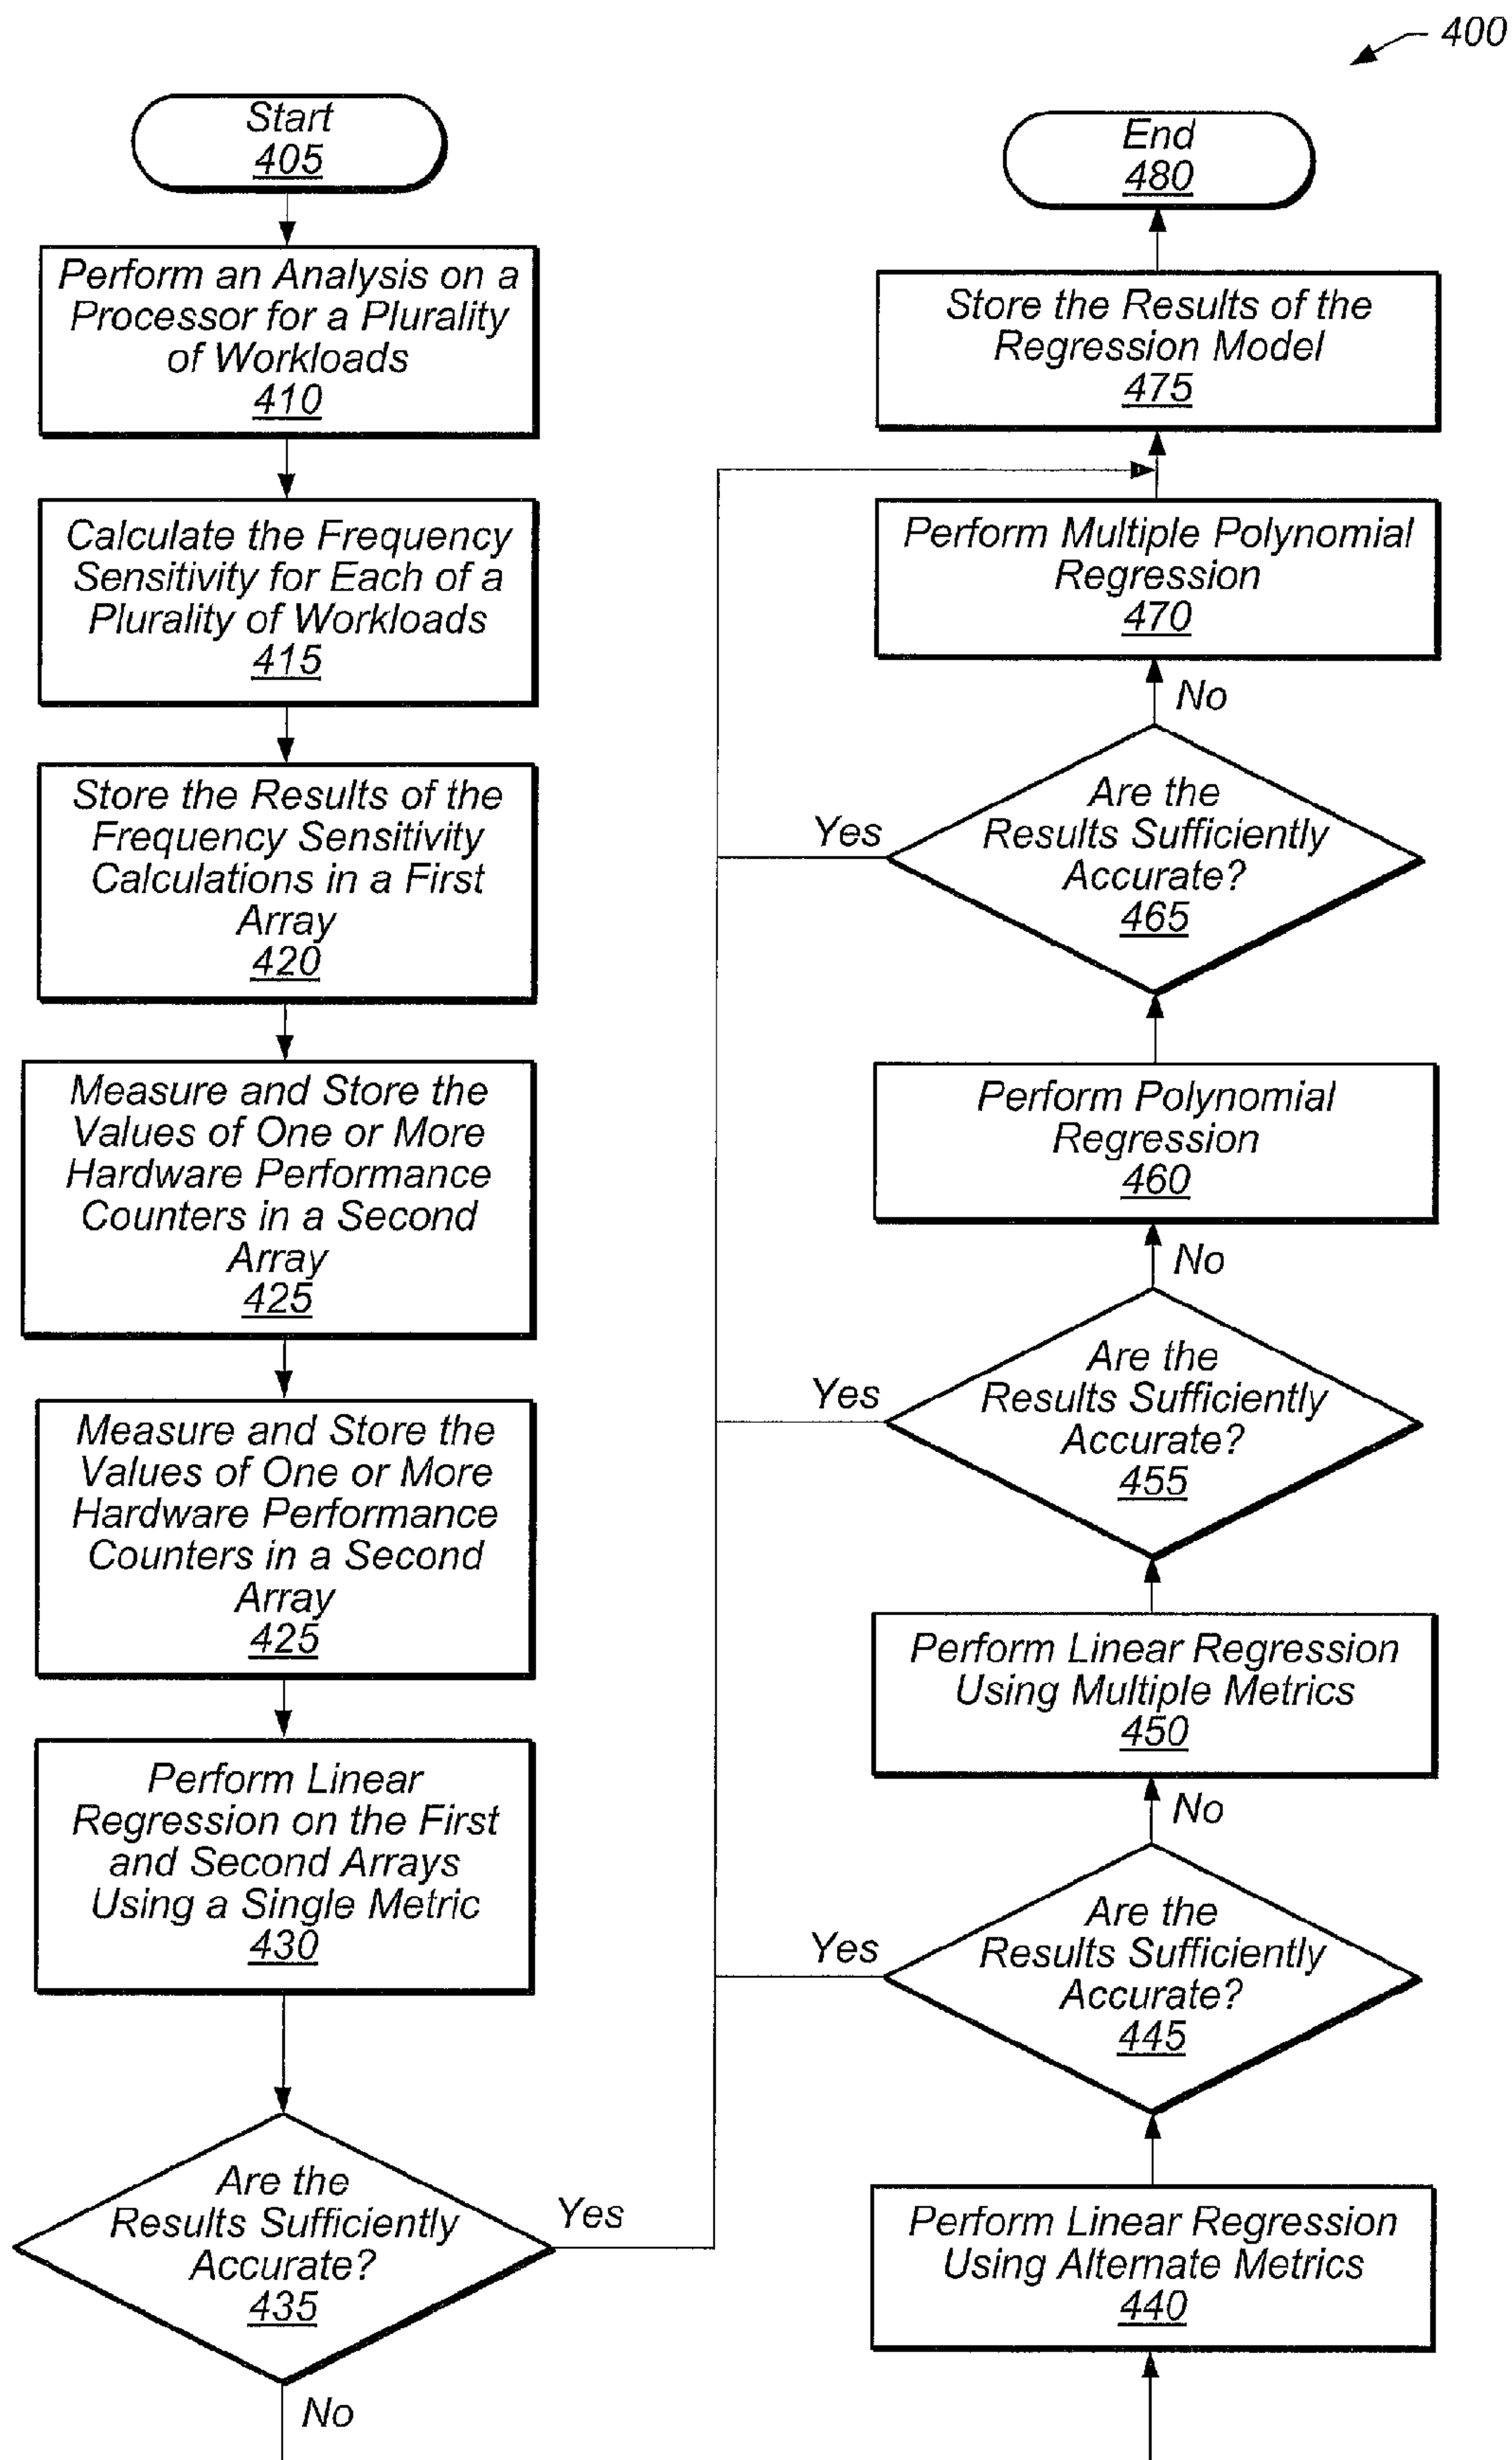 400
Start
405
Perform an Analysis on a
Processor for a Plurality
of Workloads
410
Calculate the Frequency
Sensitivity for Each of a
Plurality of Workloads
415
Store the Results of the
Frequency Sensitivity
Calculations in a First
Array
420
Measure and Store the
Values of One or More
Hardware Performance
Counters in a Second
Array
425
Measure and Store the
Values of One or More
Hardware Performance
Counters in a Second
Array
425
Perform Linear
Regression on the First
and Second Arrays
Using a Single Metric
430
Are the
Results Sufficiently
Accurate?
435
Yes
No
End
480
Store the Results of the
Regression Model
475
Perform Multiple Polynomial
Regression
470
No
Are the
Results Sufficiently
Accurate?
465
Yes
Perform Polynomial
Regression
460
No
Are the
Results Sufficiently
Accurate?
455
Yes
Perform Linear Regression
Using Multiple Metrics
450
No
Are the
Results Sufficiently
Accurate?
445
Yes
Perform Linear Regression
Using Alternate Metrics
440